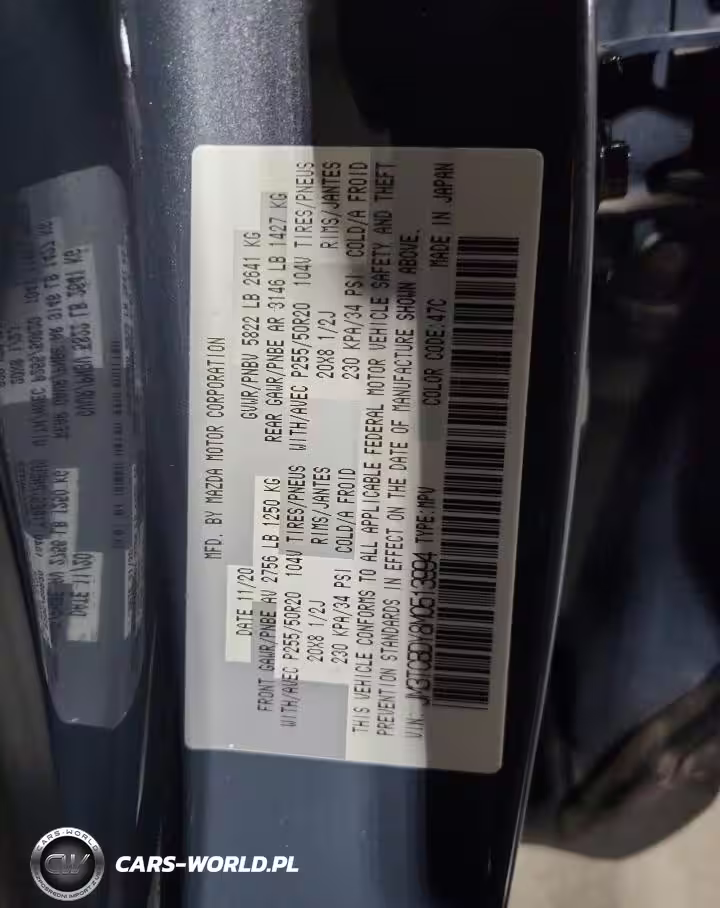 MFD. BY MAZDA MOTOR CORPORATION
DATE 11/20
GVWR/PNBV 5822 LB 2641 KG
FRONT GAWR/PNBE AV 2756 LB 1250 KG
REAR GAWR/PNBE AR 3146 LB 1427 KG
WITH/AVEC P255/50R20 104V TIRES/PNEUS
WITH/AVEC P255/50R20 104V TIRES/PNEUS
20X8 1/2J RIMS/JANTES
20X8 1/2J RIMS/JANTES
230 KPA/34 PSI COLD/A FROID
230 KPA/34 PSI COLD/A FROID
THIS VEHICLE CONFORMS TO ALL APPLICABLE FEDERAL MOTOR VEHICLE SAFETY AND THEFT
PREVENTION STANDARDS IN EFFECT ON THE DATE OF MANUFACTURE SHOWN ABOVE.
V.I.N: JM3TCBDY8M0513994 TYPE:MPV COLOR CODE:47C MADE IN JAPAN
CARS-WORLD
CW
CARS-WORLD.PL